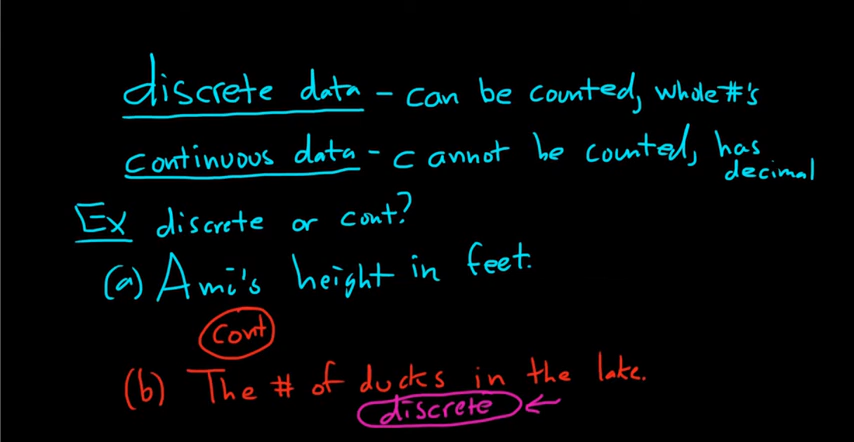 discrete data - can be counted, whole #'s
continuous data - c annot be counted, has decimal
Ex discrete or cont?
(a) Ami's height in feet.
cont
(b) The # of ducks in the lake.
discrete ←